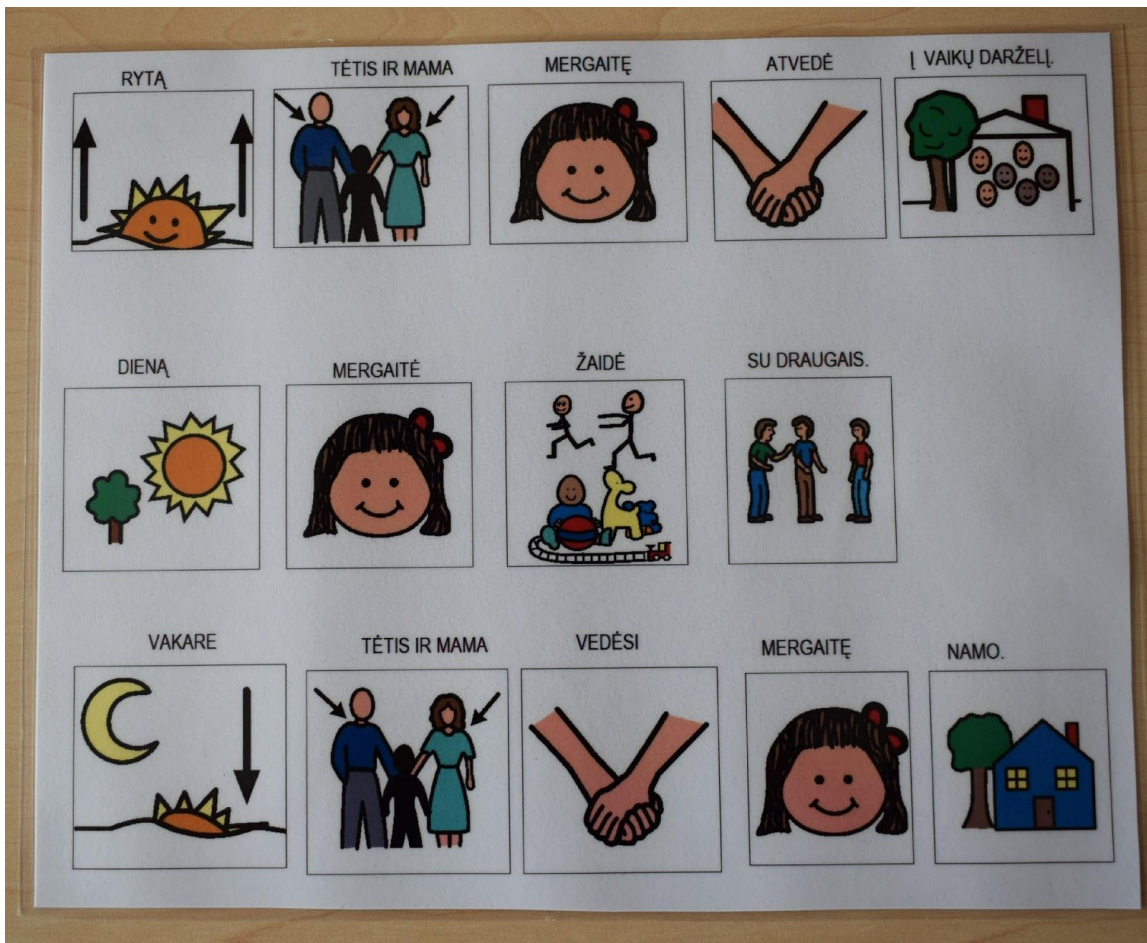 RYTĄ TĖTIS IR MAMA MERGAITĘ ATVEDĖ Į VAIKŲ DARŽELĮ.
DIENĄ MERGAITĖ ŽAIDĖ SU DRAUGAIS.
VAKARE TĖTIS IR MAMA VEDĖSI MERGAITĘ NAMO.